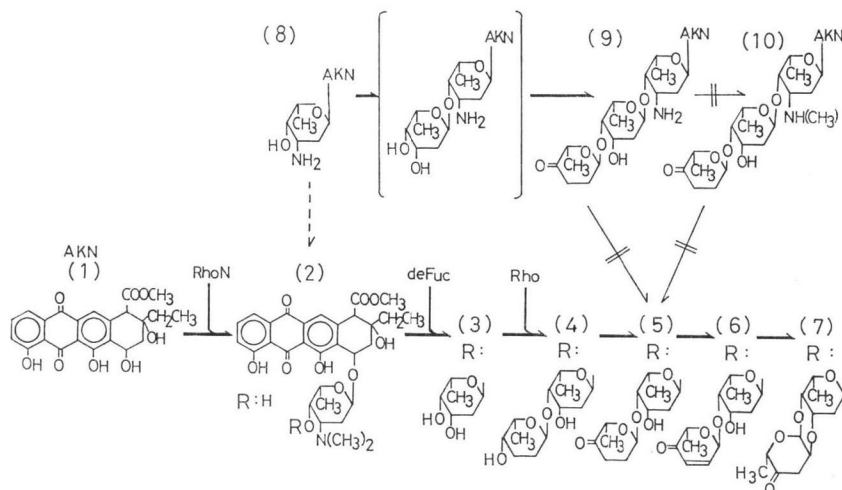 (8)
AKN
CH3
HO
NH2
AKN
CH3
O
CH3
NH2
HO
OH
(9)
AKN
CH3
O
CH3
NH2
O
OH
CH3
O
(10)
AKN
CH3
O
CH3
NH(CH3)
O
OH
CH3
O
AKN
(1)
O
COOCH3
CH2CH3
OH
OH
O
OH
OH
RhoN
(2)
O
COOCH3
CH2CH3
OH
OH
O
OH
O
CH3
R:H
RO
N(CH3)2
deFuc
(3)
R:
CH3
HO
OH
Rho
(4)
R:
CH3
O
OH
CH3
HO
(5)
R:
CH3
O
OH
CH3
O
(6)
R:
CH3
O
OH
CH3
O
(7)
R:
CH3
O
O
O
H3C
O